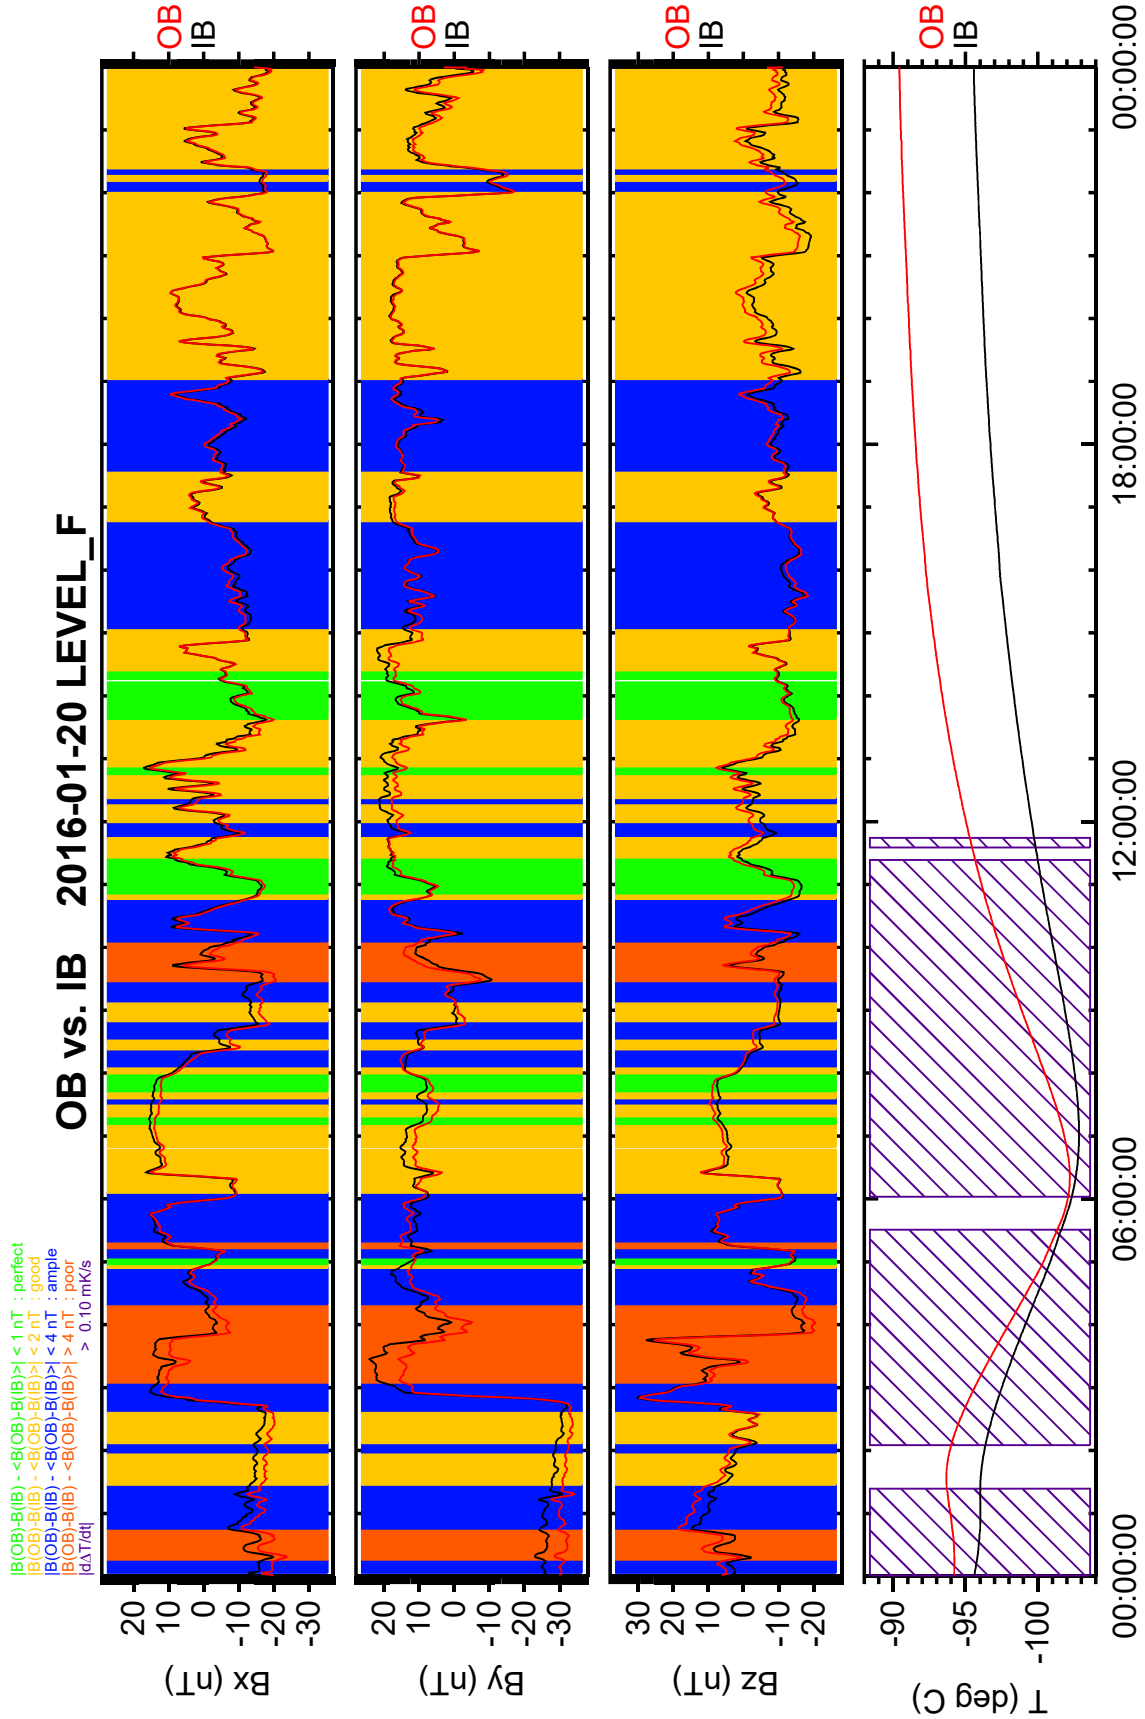 OB vs. IB 2016-01-20 LEVEL_F
|B(OB)-B(IB) - <B(OB)-B(IB)>| < 1 nT : perfect
|B(OB)-B(IB) - <B(OB)-B(IB)>| < 2 nT : good
|B(OB)-B(IB) - <B(OB)-B(IB)>| < 4 nT : ample
|B(OB)-B(IB) - <B(OB)-B(IB)>| > 4 nT : poor
|dΔT/dt| > 0.10 mK/s
Bx (nT)
20
10
0
-10
-20
-30
OB
IB
By (nT)
20
10
0
-10
-20
-30
OB
IB
Bz (nT)
30
20
10
0
-10
-20
OB
IB
T (deg C)
-90
-95
-100
OB
IB
00:00:00
06:00:00
12:00:00
18:00:00
00:00:00